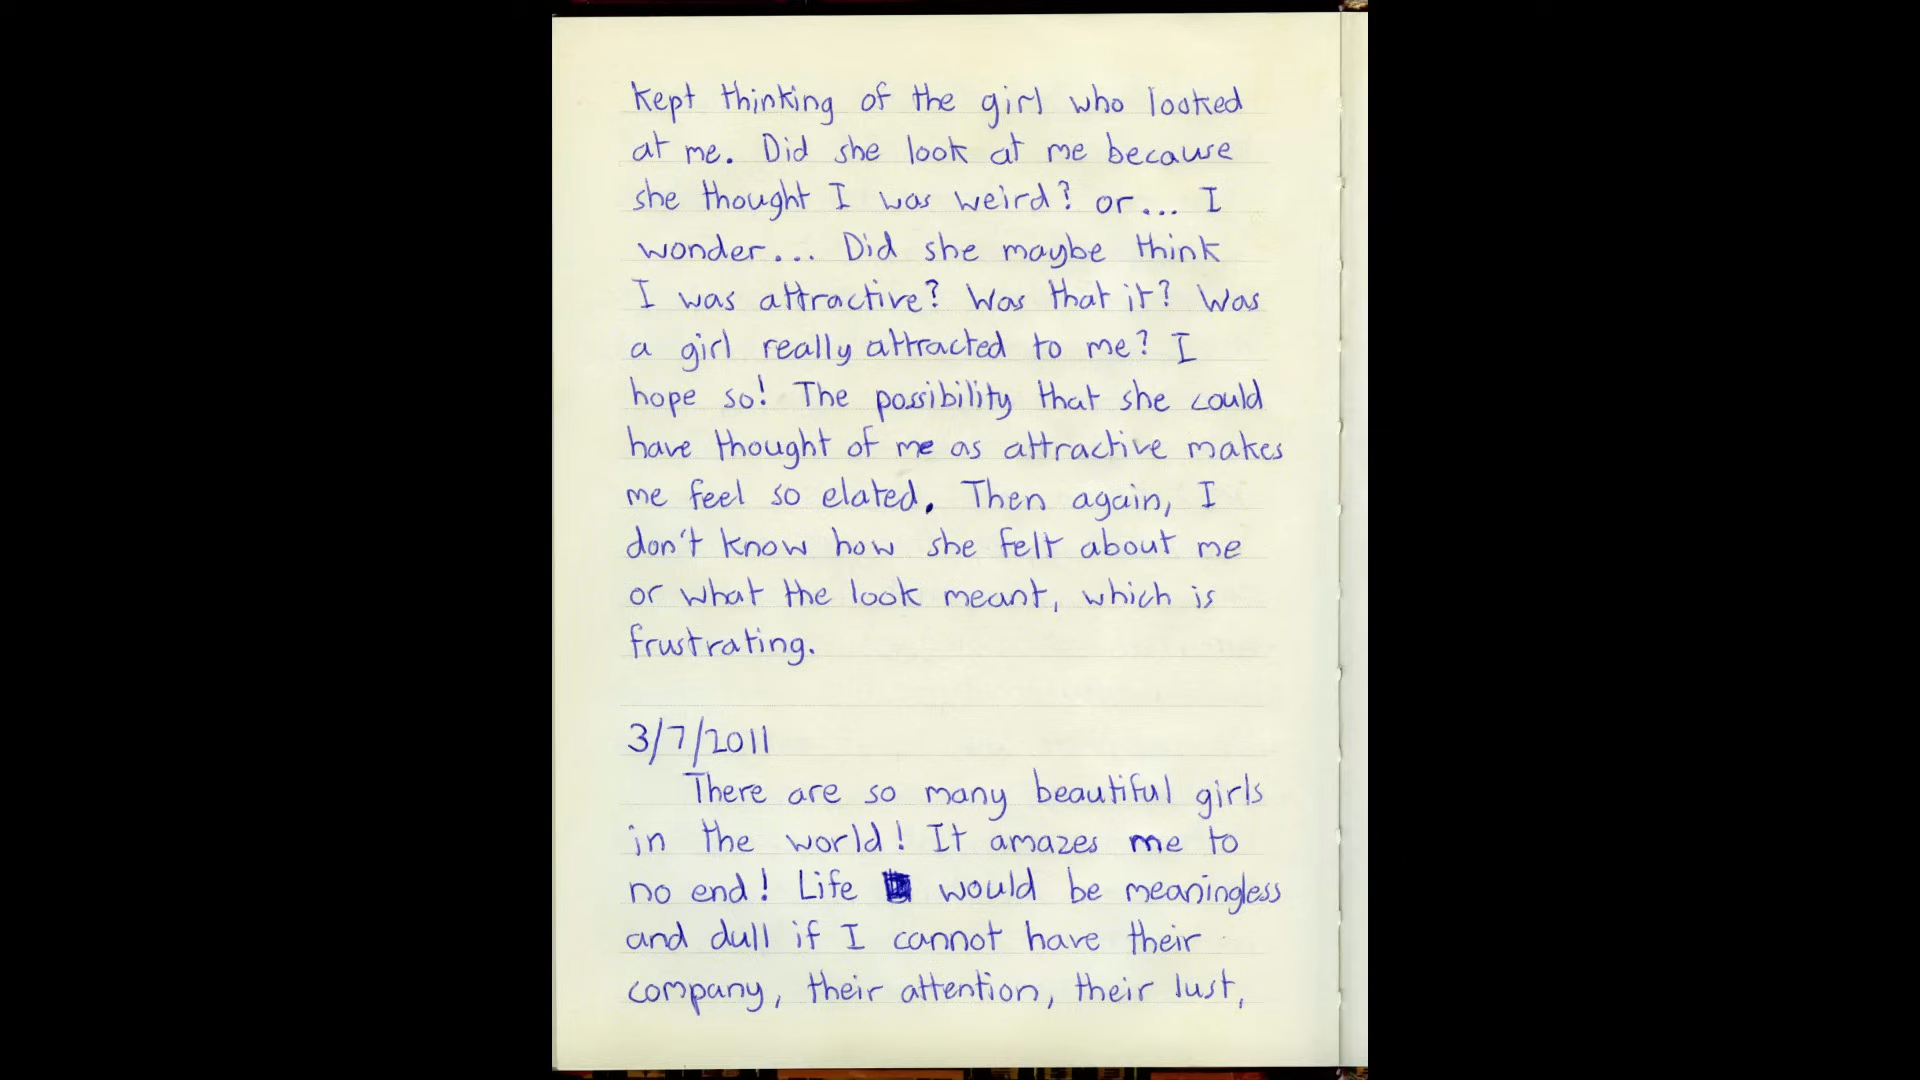 kept thinking of the girl who looked
at me. Did she look at me because
she thought I was weird? or... I
wonder... Did she maybe think
I was attractive? Was that it? Was
a girl really attracted to me? I
hope so! The possibility that she could
have thought of me as attractive makes
me feel so elated. Then again, I
don't know how she felt about me
or what the look meant, which is
frustrating.
3/7/2011
There are so many beautiful girls
in the world! It amazes me to
no end! Life would be meaningless
and dull if I cannot have their
company, their attention, their lust,